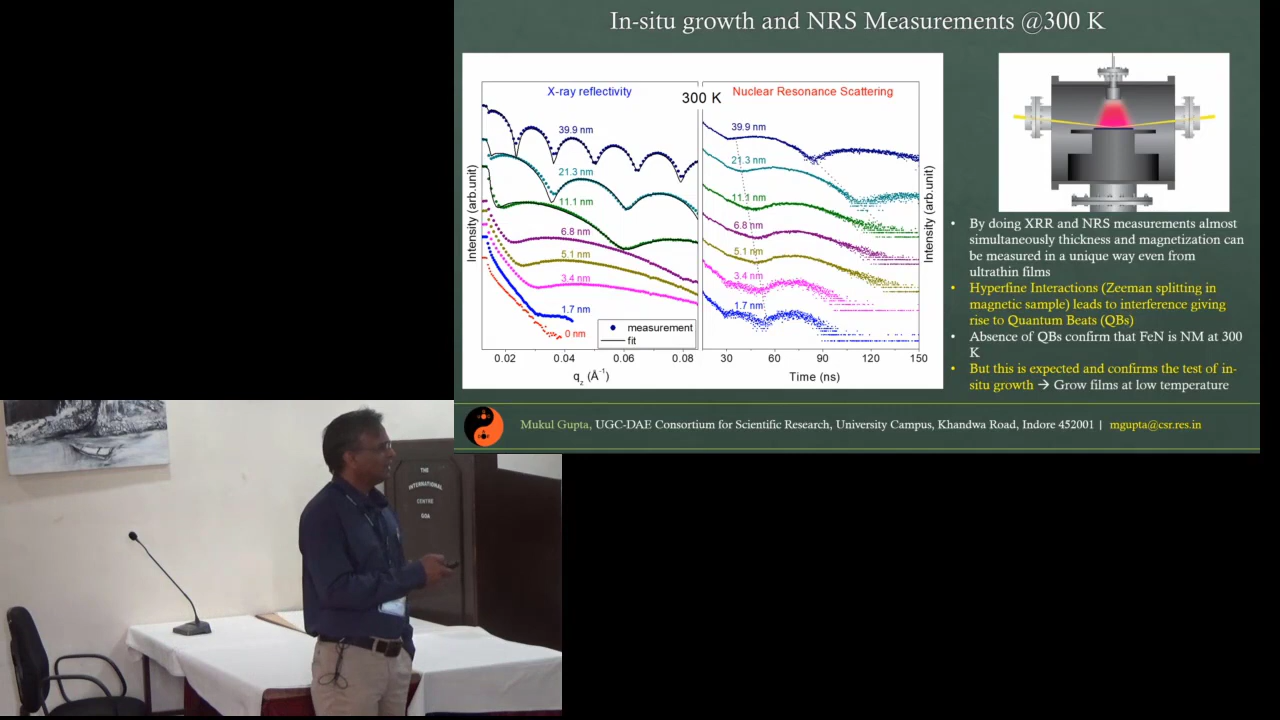 In-situ growth and NRS Measurements @300 K
X-ray reflectivity
300 K
Nuclear Resonance Scattering
39.9 nm
21.3 nm
11.1 nm
6.8 nm
5.1 nm
3.4 nm
1.7 nm
0 nm
measurement
fit
Intensity (arb.unit)
0.02 0.04 0.06 0.08
qz (Å-1)
39.9 nm
21.3 nm
11.1 nm
6.8 nm
5.1 nm
3.4 nm
1.7 nm
Intensity (arb.unit)
30 60 90 120 150
Time (ns)
• By doing XRR and NRS measurements almost
simultaneously thickness and magnetization can
be measured in a unique way even from
ultrathin films
• Hyperfine Interactions (Zeeman splitting in
magnetic sample) leads to interference giving
rise to Quantum Beats (QBs)
• Absence of QBs confirm that FeN is NM at 300
K
• But this is expected and confirms the test of in-
situ growth → Grow films at low temperature
Mukul Gupta, UGC-DAE Consortium for Scientific Research, University Campus, Khandwa Road, Indore 452001 | mgupta@csr.res.in
THE
INTERNATIONAL
CENTRE
GOA